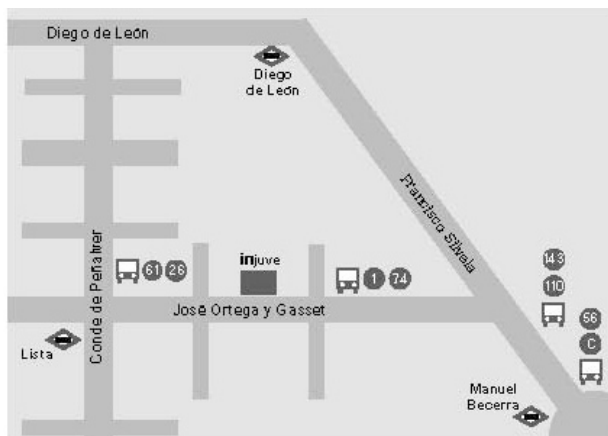 Diego de León
Diego
de León
Francisco Silvela
143
110
56
C
61 26
injuve
1 74
José Ortega y Gasset
Conde de Peñalver
Lista
Manuel
Becerra